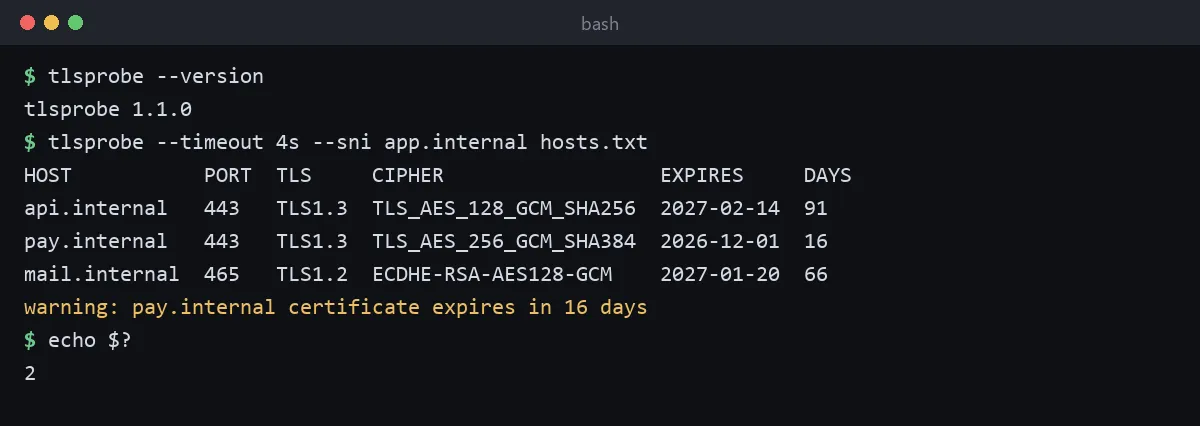 bash
$ tlsprobe --version
tlsprobe 1.1.0
$ tlsprobe --timeout 4s --sni app.internal hosts.txt
HOST           PORT  TLS     CIPHER                  EXPIRES     DAYS
api.internal   443   TLS1.3  TLS_AES_128_GCM_SHA256  2027-02-14  91
pay.internal   443   TLS1.3  TLS_AES_256_GCM_SHA384  2026-12-01  16
mail.internal  465   TLS1.2  ECDHE-RSA-AES128-GCM    2027-01-20  66
warning: pay.internal certificate expires in 16 days
$ echo $?
2